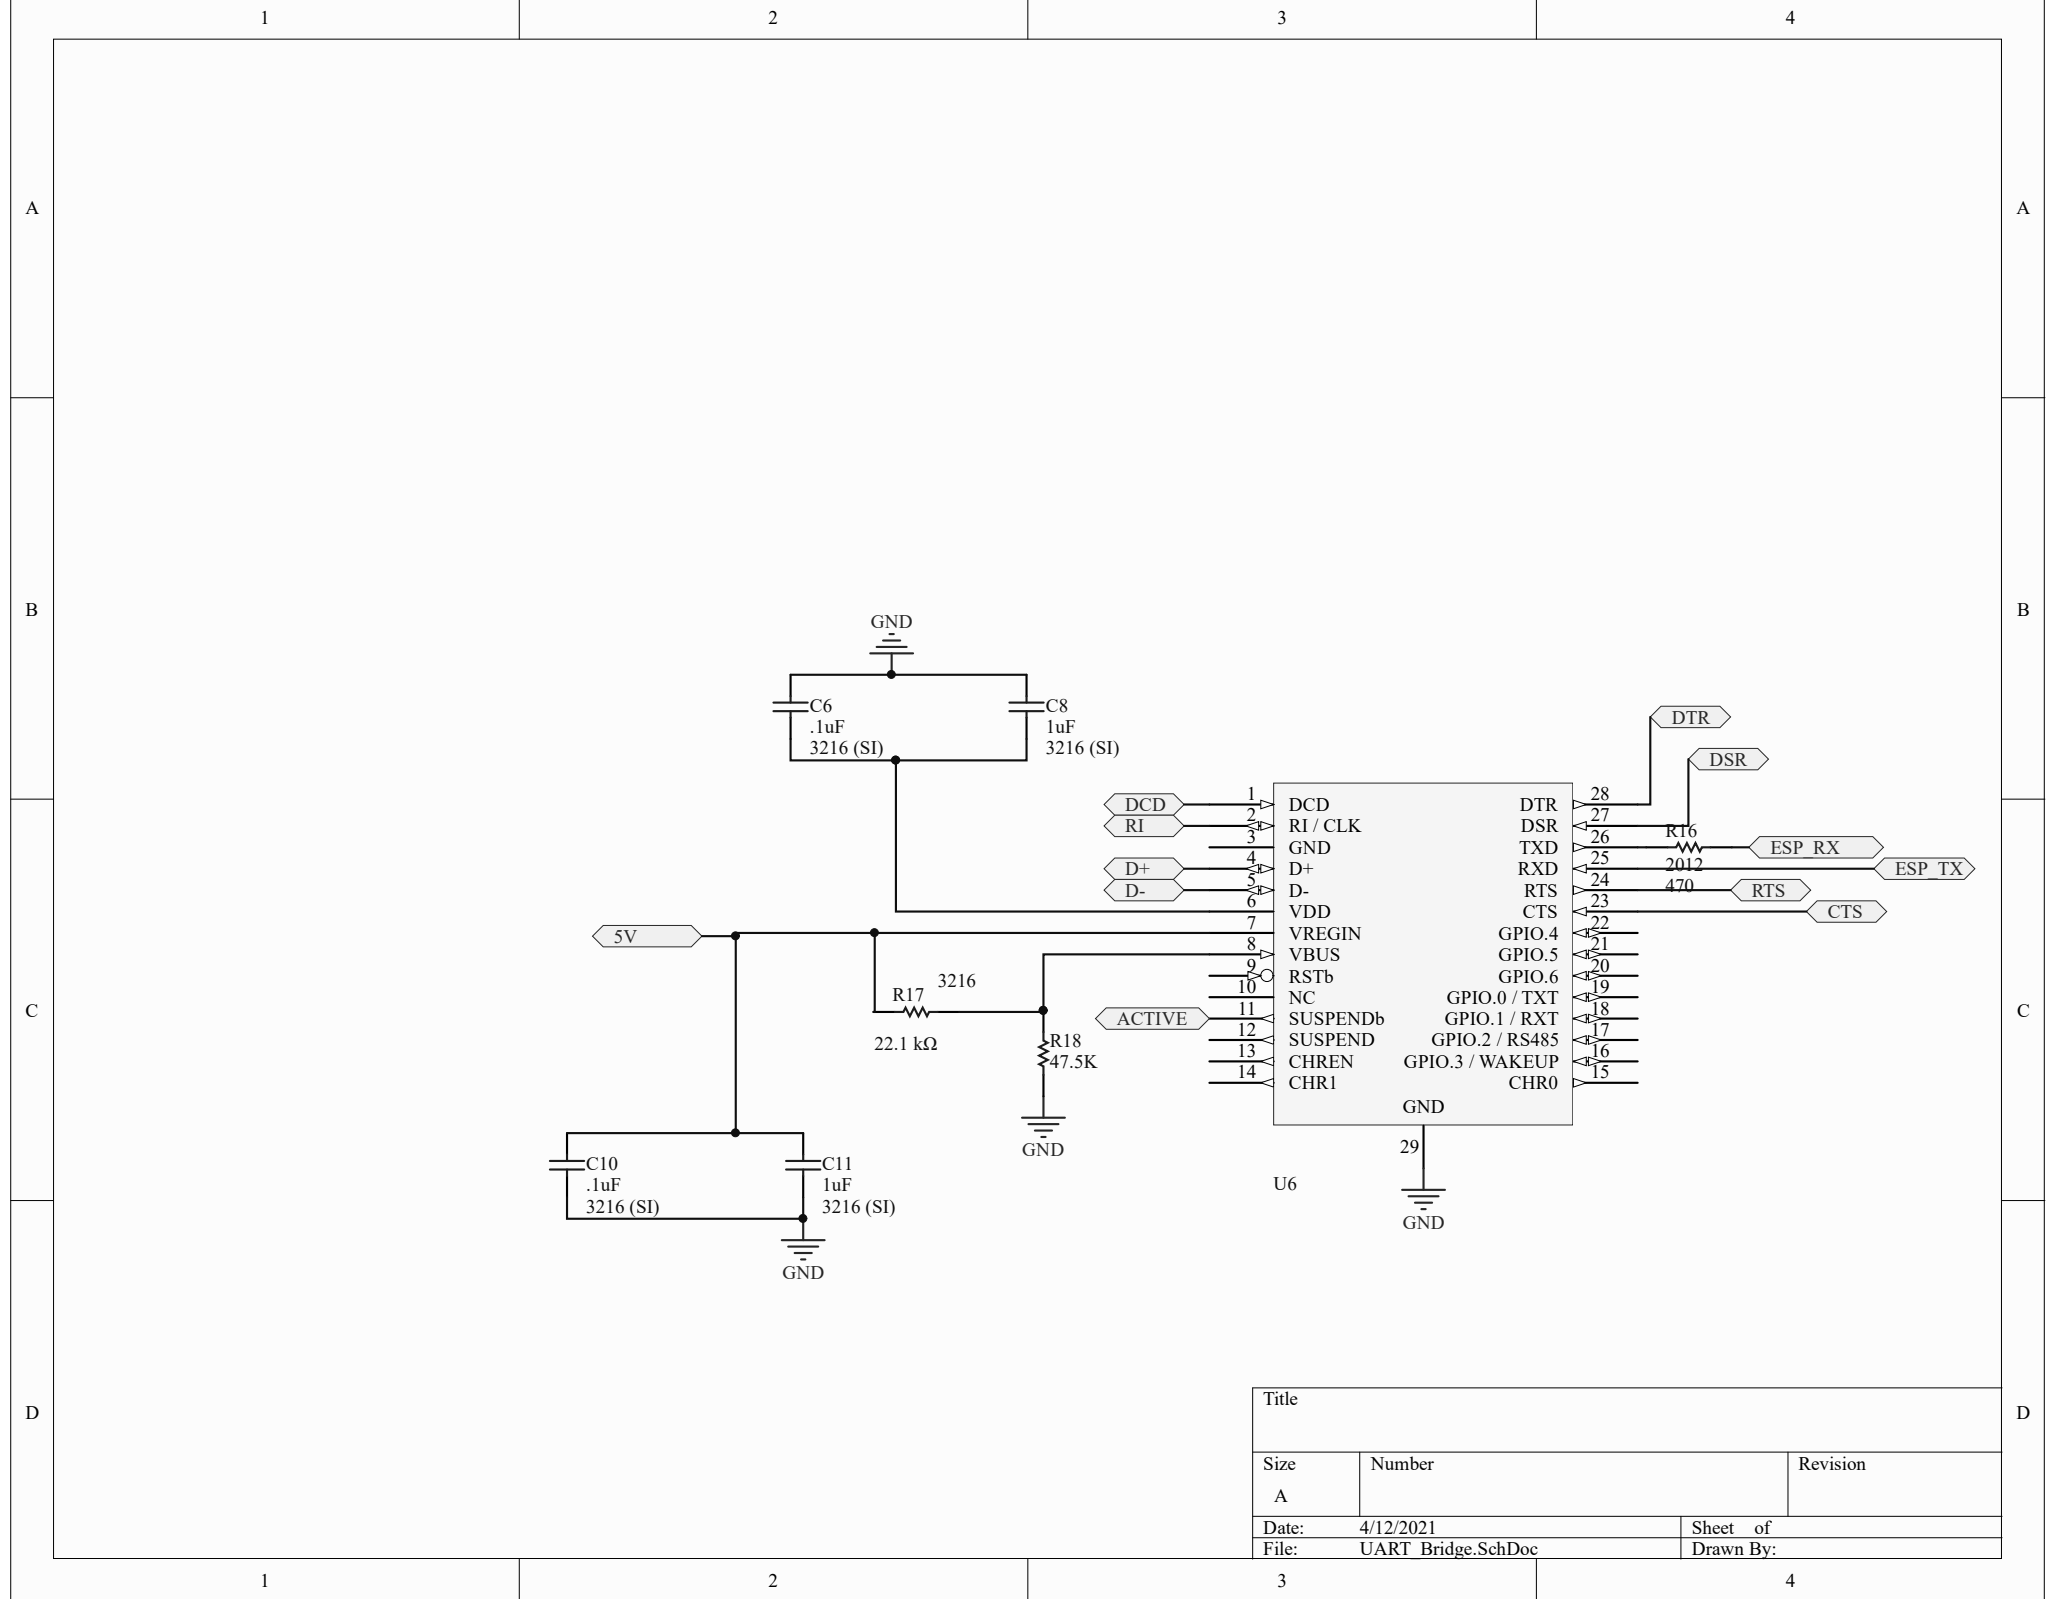 1 2 3 4
A A
B B
C C
D D
GND
C6
.1uF
3216 (SI)
C8
1uF
3216 (SI)
DTR
DSR
DCD 1 DCD
RI 2 RI / CLK
3 GND
D+ 4 D+
D- 5 D-
6 VDD
5V 7 VREGIN
8 VBUS
9 RSTb
10 NC
ACTIVE 11 SUSPENDb
12 SUSPEND
13 CHREN
14 CHR1
DTR 28
DSR 27
TXD 26 R16 ESP_RX
RXD 25 2012 ESP_TX
RTS 24 470 RTS
CTS 23 CTS
GPIO.4 22
GPIO.5 21
GPIO.6 20
GPIO.0 / TXT 19
GPIO.1 / RXT 18
GPIO.2 / RS485 17
GPIO.3 / WAKEUP 16
CHR0 15
GND
29
GND
U6
3216
R17
22.1 kΩ
R18
47.5K
GND
C10
.1uF
3216 (SI)
C11
1uF
3216 (SI)
GND
Title
Size
A
Number
Revision
Date: 4/12/2021
Sheet of
File: UART_Bridge.SchDoc
Drawn By:
1 2 3 4